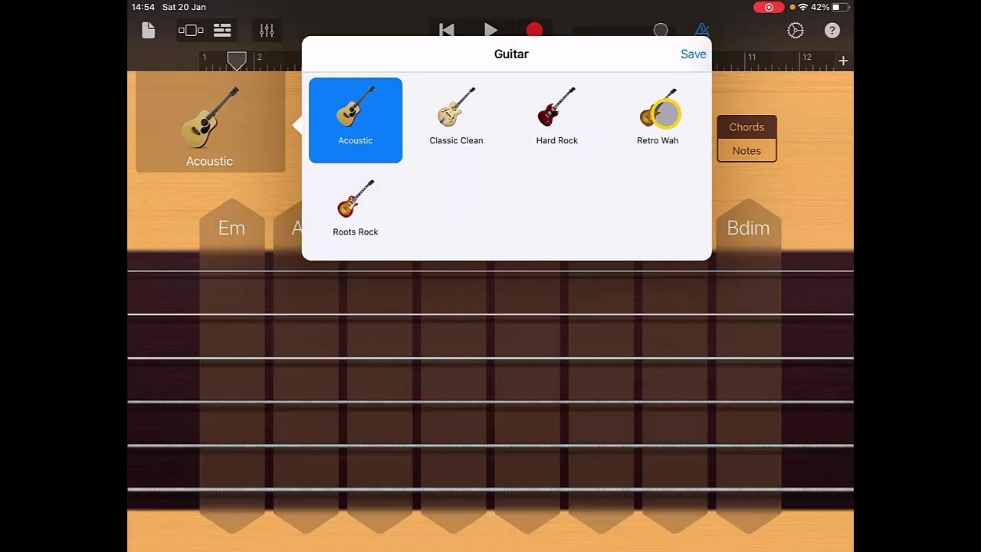 14:54 Sat 20 Jan
42%
?
1 2 11 12 +
Guitar
Save
Acoustic
Classic Clean
Hard Rock
Retro Wah
Roots Rock
Acoustic
Chords
Notes
Em
A
Bdim